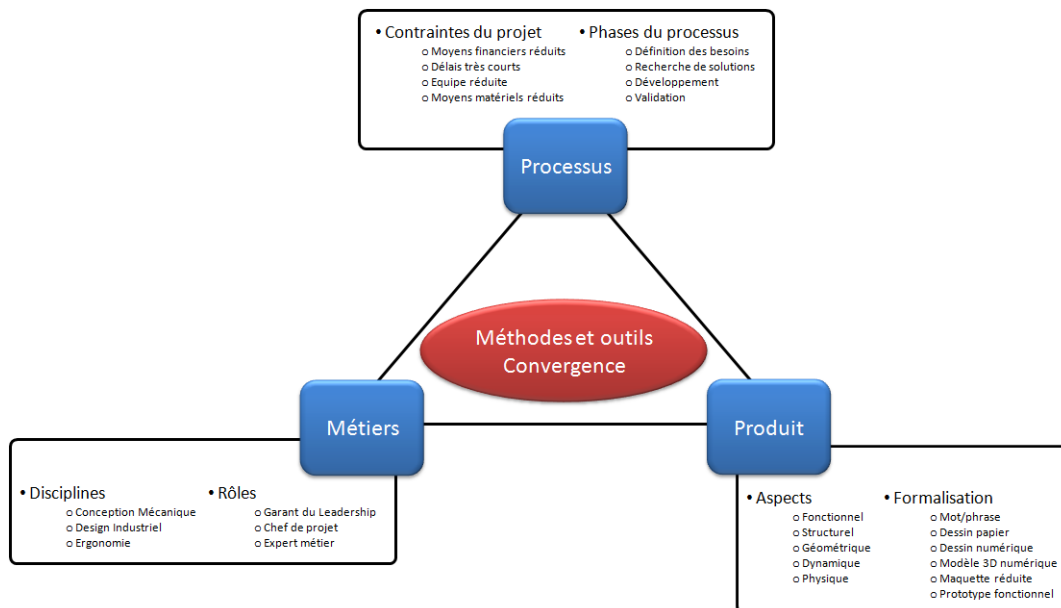 • Contraintes du projet
o Moyens financiers réduits
o Délais très courts
o Equipe réduite
o Moyens matériels réduits
• Phases du processus
o Définition des besoins
o Recherche de solutions
o Développement
o Validation
Processus
Méthodes et outils
Convergence
Métiers
Produit
• Disciplines
o Conception Mécanique
o Design Industriel
o Ergonomie
• Rôles
o Garant du Leadership
o Chef de projet
o Expert métier
• Aspects
o Fonctionnel
o Structurel
o Géométrique
o Dynamique
o Physique
• Formalisation
o Mot/phrase
o Dessin papier
o Dessin numérique
o Modèle 3D numérique
o Maquette réduite
o Prototype fonctionnel